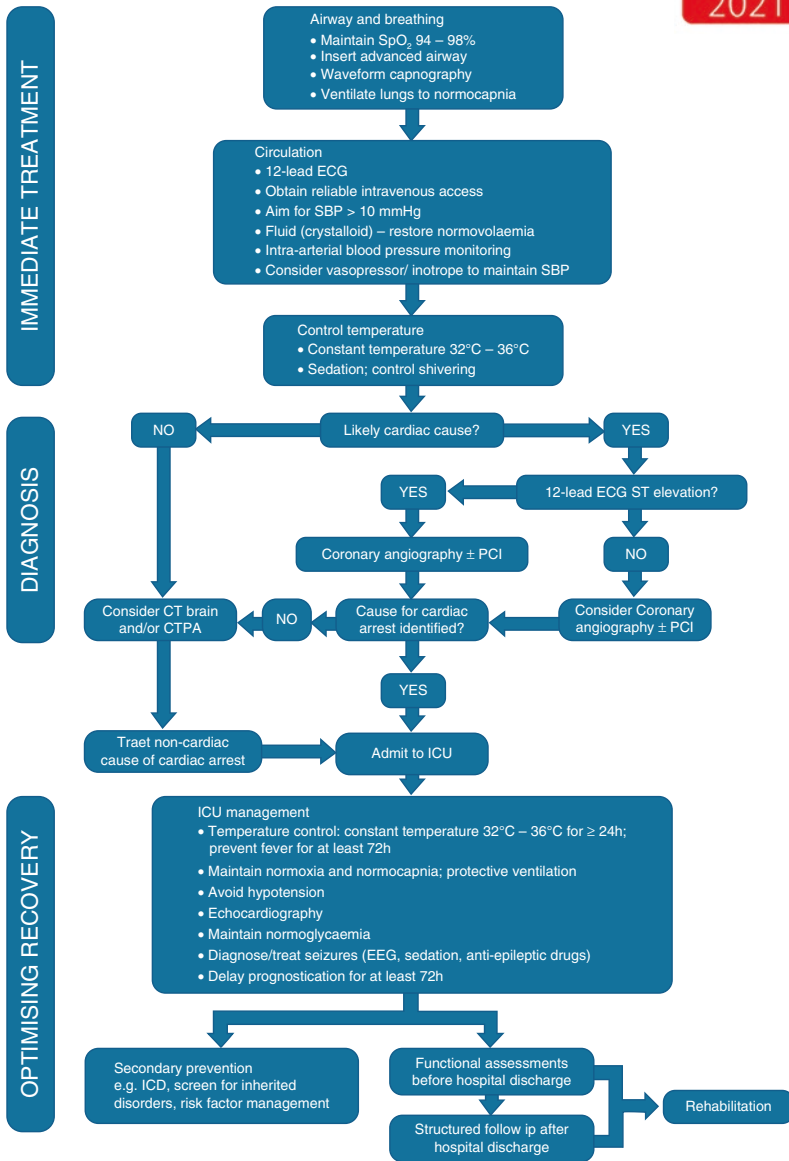 2021
IMMEDIATE TREATMENT
Airway and breathing
• Maintain SpO₂ 94 – 98%
• Insert advanced airway
• Waveform capnography
• Ventilate lungs to normocapnia
Circulation
• 12-lead ECG
• Obtain reliable intravenous access
• Aim for SBP > 10 mmHg
• Fluid (crystalloid) – restore normovolaemia
• Intra-arterial blood pressure monitoring
• Consider vasopressor/ inotrope to maintain SBP
Control temperature
• Constant temperature 32°C – 36°C
• Sedation; control shivering
DIAGNOSIS
NO
Likely cardiac cause?
YES
YES
12-lead ECG ST elevation?
Coronary angiography ± PCI
NO
Consider CT brain
and/or CTPA
NO
Cause for cardiac
arrest identified?
Consider Coronary
angiography ± PCI
YES
Traet non-cardiac
cause of cardiac arrest
Admit to ICU
OPTIMISING RECOVERY
ICU management
• Temperature control: constant temperature 32°C – 36°C for ≥ 24h;
prevent fever for at least 72h
• Maintain normoxia and normocapnia; protective ventilation
• Avoid hypotension
• Echocardiography
• Maintain normoglycaemia
• Diagnose/treat seizures (EEG, sedation, anti-epileptic drugs)
• Delay prognostication for at least 72h
Secondary prevention
e.g. ICD, screen for inherited
disorders, risk factor management
Functional assessments
before hospital discharge
Structured follow ip after
hospital discharge
Rehabilitation